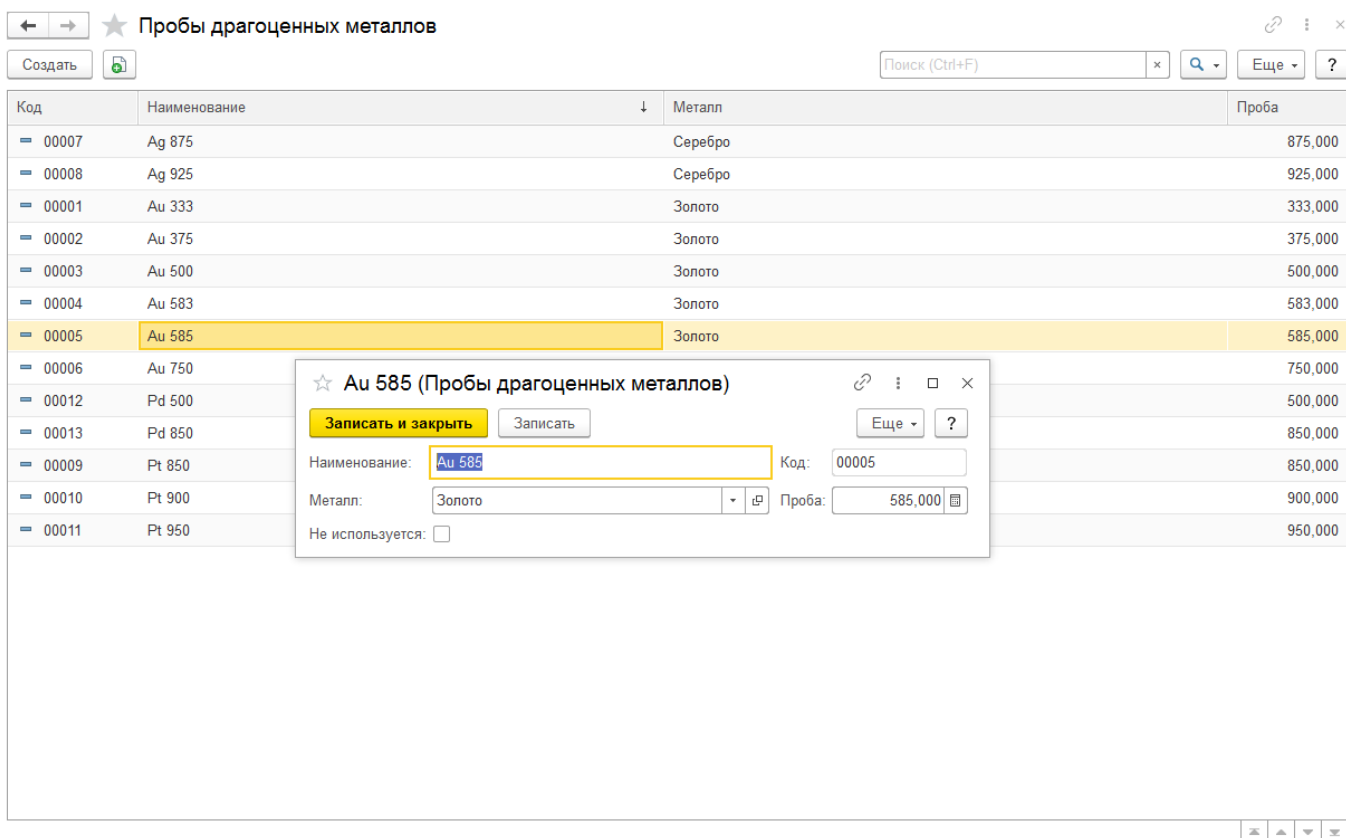 Пробы драгоценных металлов
Создать Поиск (Ctrl+F) × Еще ?
Код Наименование ↓ Металл Проба
00007 Ag 875 Серебро 875,000
00008 Ag 925 Серебро 925,000
00001 Au 333 Золото 333,000
00002 Au 375 Золото 375,000
00003 Au 500 Золото 500,000
00004 Au 583 Золото 583,000
00005 Au 585 Золото 585,000
00006 Au 750 750,000
00012 Pd 500 500,000
00013 Pd 850 850,000
00009 Pt 850 850,000
00010 Pt 900 900,000
00011 Pt 950 950,000
Au 585 (Пробы драгоценных металлов)
Записать и закрыть Записать Еще ?
Наименование: Au 585 Код: 00005
Металл: Золото Проба: 585,000
Не используется: